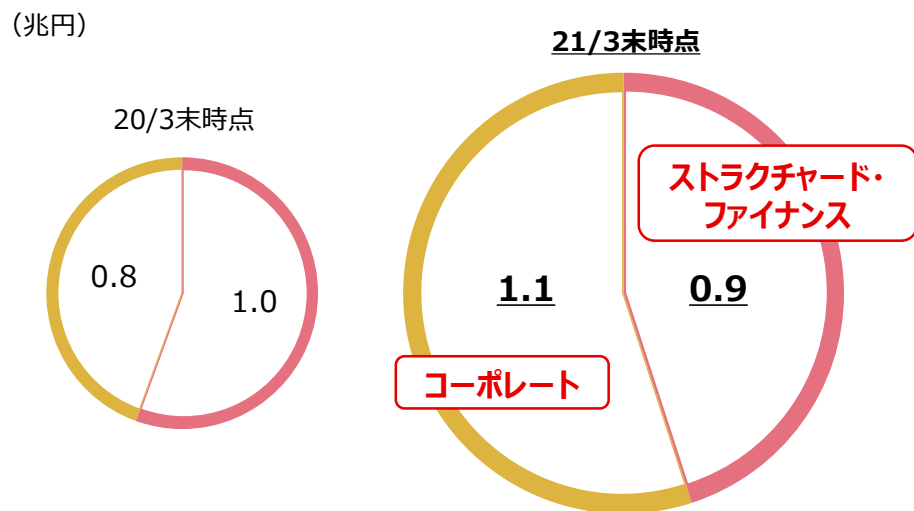 （兆円）
20/3末時点
0.8
1.0
21/3末時点
ストラクチャード・
ファイナンス
1.1
0.9
コーポレート